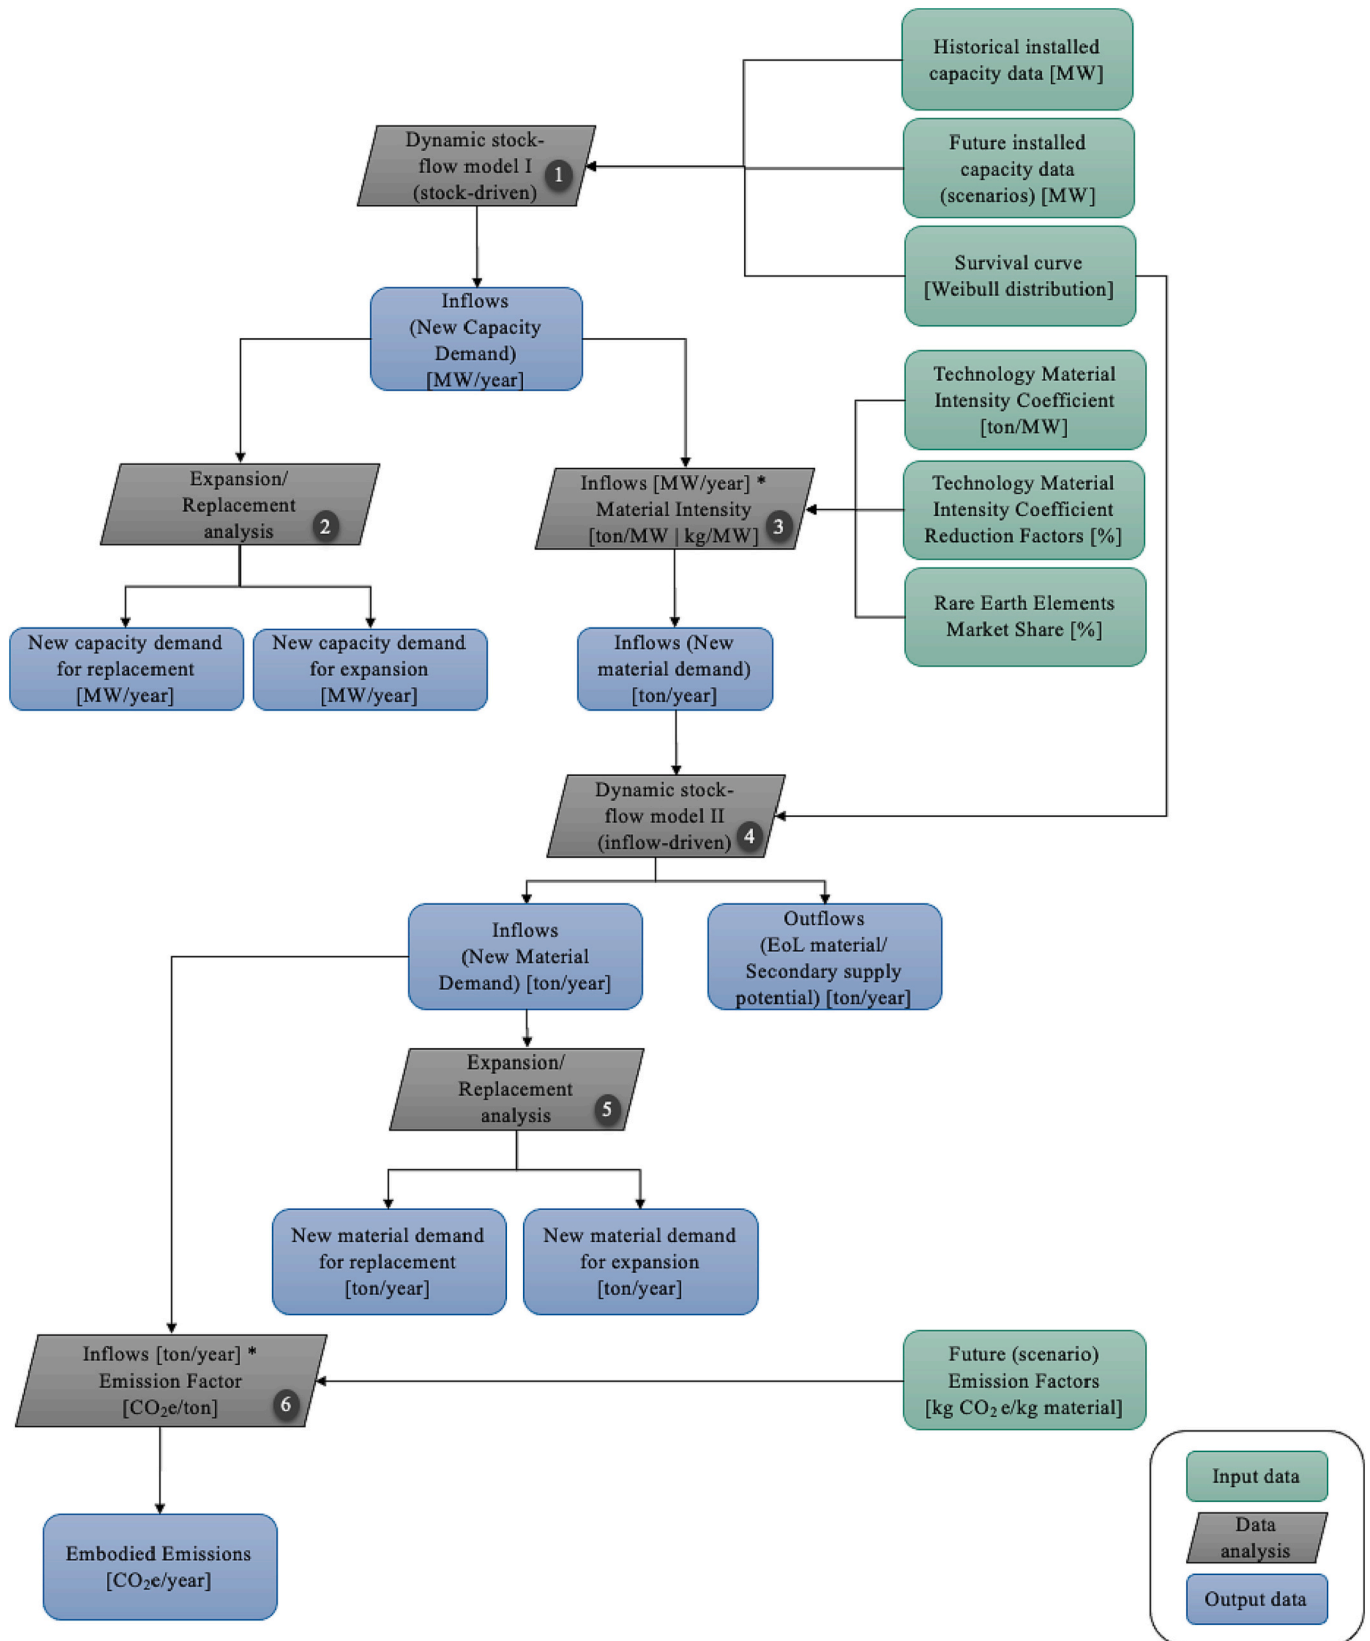 Historical installed
capacity data [MW]
Dynamic stock-
flow model I
(stock-driven)
1
Future installed
capacity data
(scenarios) [MW]
Survival curve
[Weibull distribution]
Inflows
(New Capacity
Demand)
[MW/year]
Technology Material
Intensity Coefficient
[ton/MW]
Expansion/
Replacement
analysis
2
Inflows [MW/year] *
Material Intensity
[ton/MW | kg/MW]
3
Technology Material
Intensity Coefficient
Reduction Factors [%]
Rare Earth Elements
Market Share [%]
New capacity demand
for replacement
[MW/year]
New capacity demand
for expansion
[MW/year]
Inflows (New
material demand)
[ton/year]
Dynamic stock-
flow model II
(inflow-driven)
4
Inflows
(New Material
Demand) [ton/year]
Outflows
(EoL material/
Secondary supply
potential) [ton/year]
Expansion/
Replacement
analysis
5
New material demand
for replacement
[ton/year]
New material demand
for expansion
[ton/year]
Inflows [ton/year] *
Emission Factor
[CO₂e/ton]
6
Future (scenario)
Emission Factors
[kg CO₂ e/kg material]
Embodied Emissions
[CO₂e/year]
Input data
Data
analysis
Output data